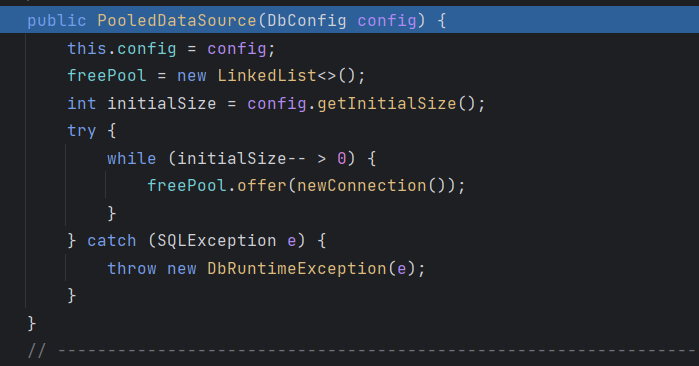 public PooledDataSource(DbConfig config) {
    this.config = config;
    freePool = new LinkedList<>();
    int initialSize = config.getInitialSize();
    try {
        while (initialSize-- > 0) {
            freePool.offer(newConnection());
        }
    } catch (SQLException e) {
        throw new DbRuntimeException(e);
    }
}
// -------------------------------------------------------------------